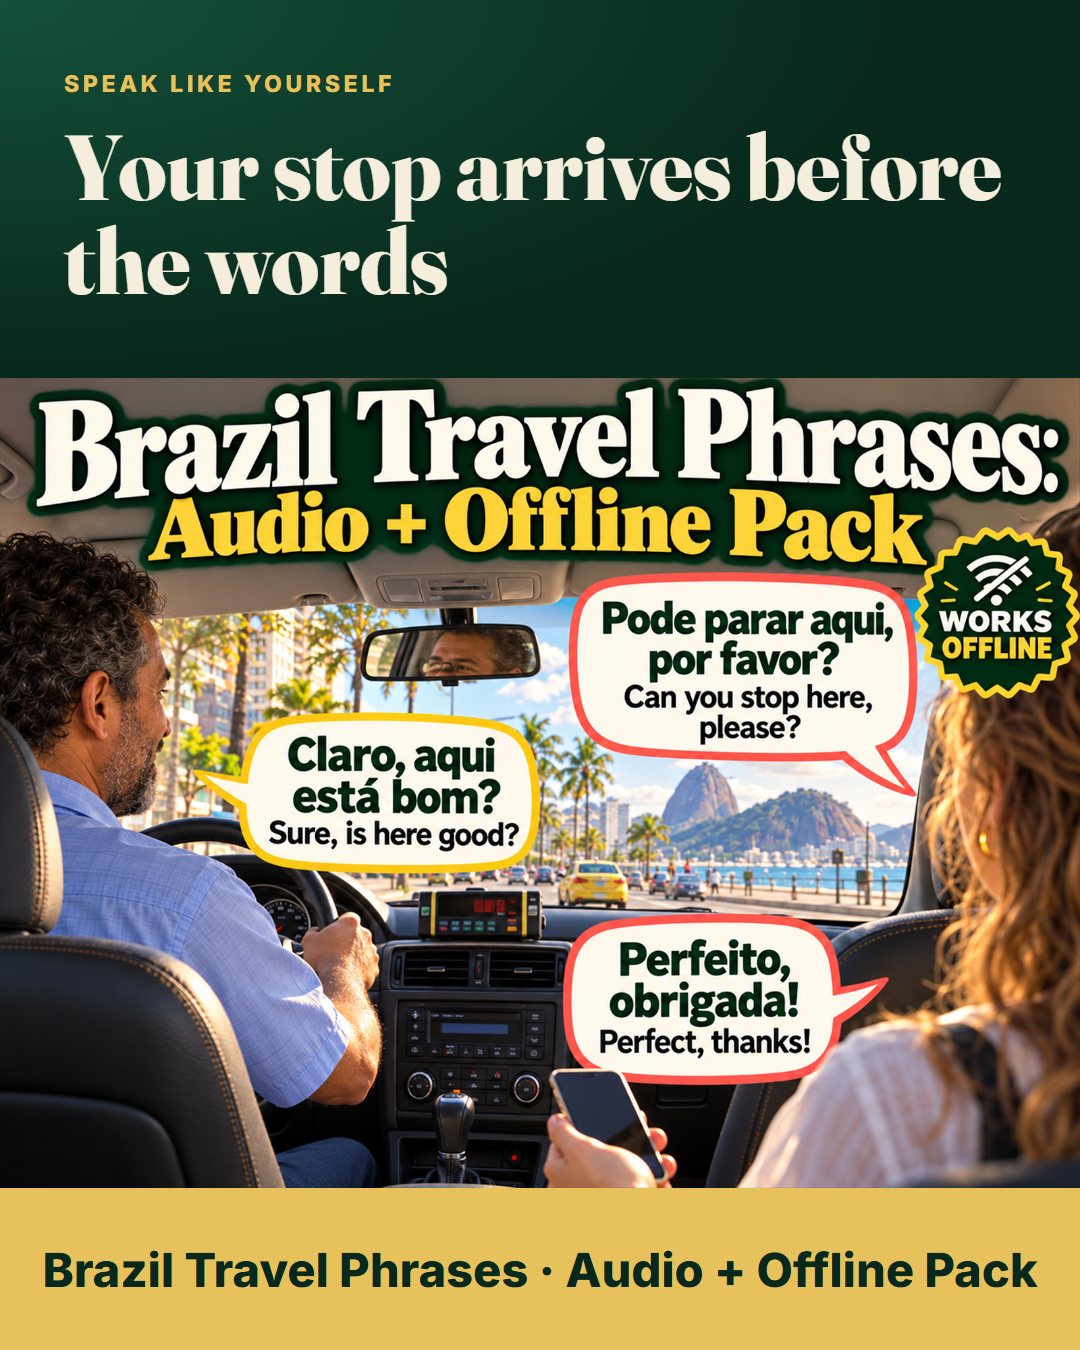 SPEAK LIKE YOURSELF
Your stop arrives before
the words
Brazil Travel Phrases:
Audio + Offline Pack
WORKS
OFFLINE
Pode parar aqui,
por favor?
Can you stop here,
please?
Claro, aqui
está bom?
Sure, is here good?
Perfeito,
obrigada!
Perfect, thanks!
Brazil Travel Phrases · Audio + Offline Pack